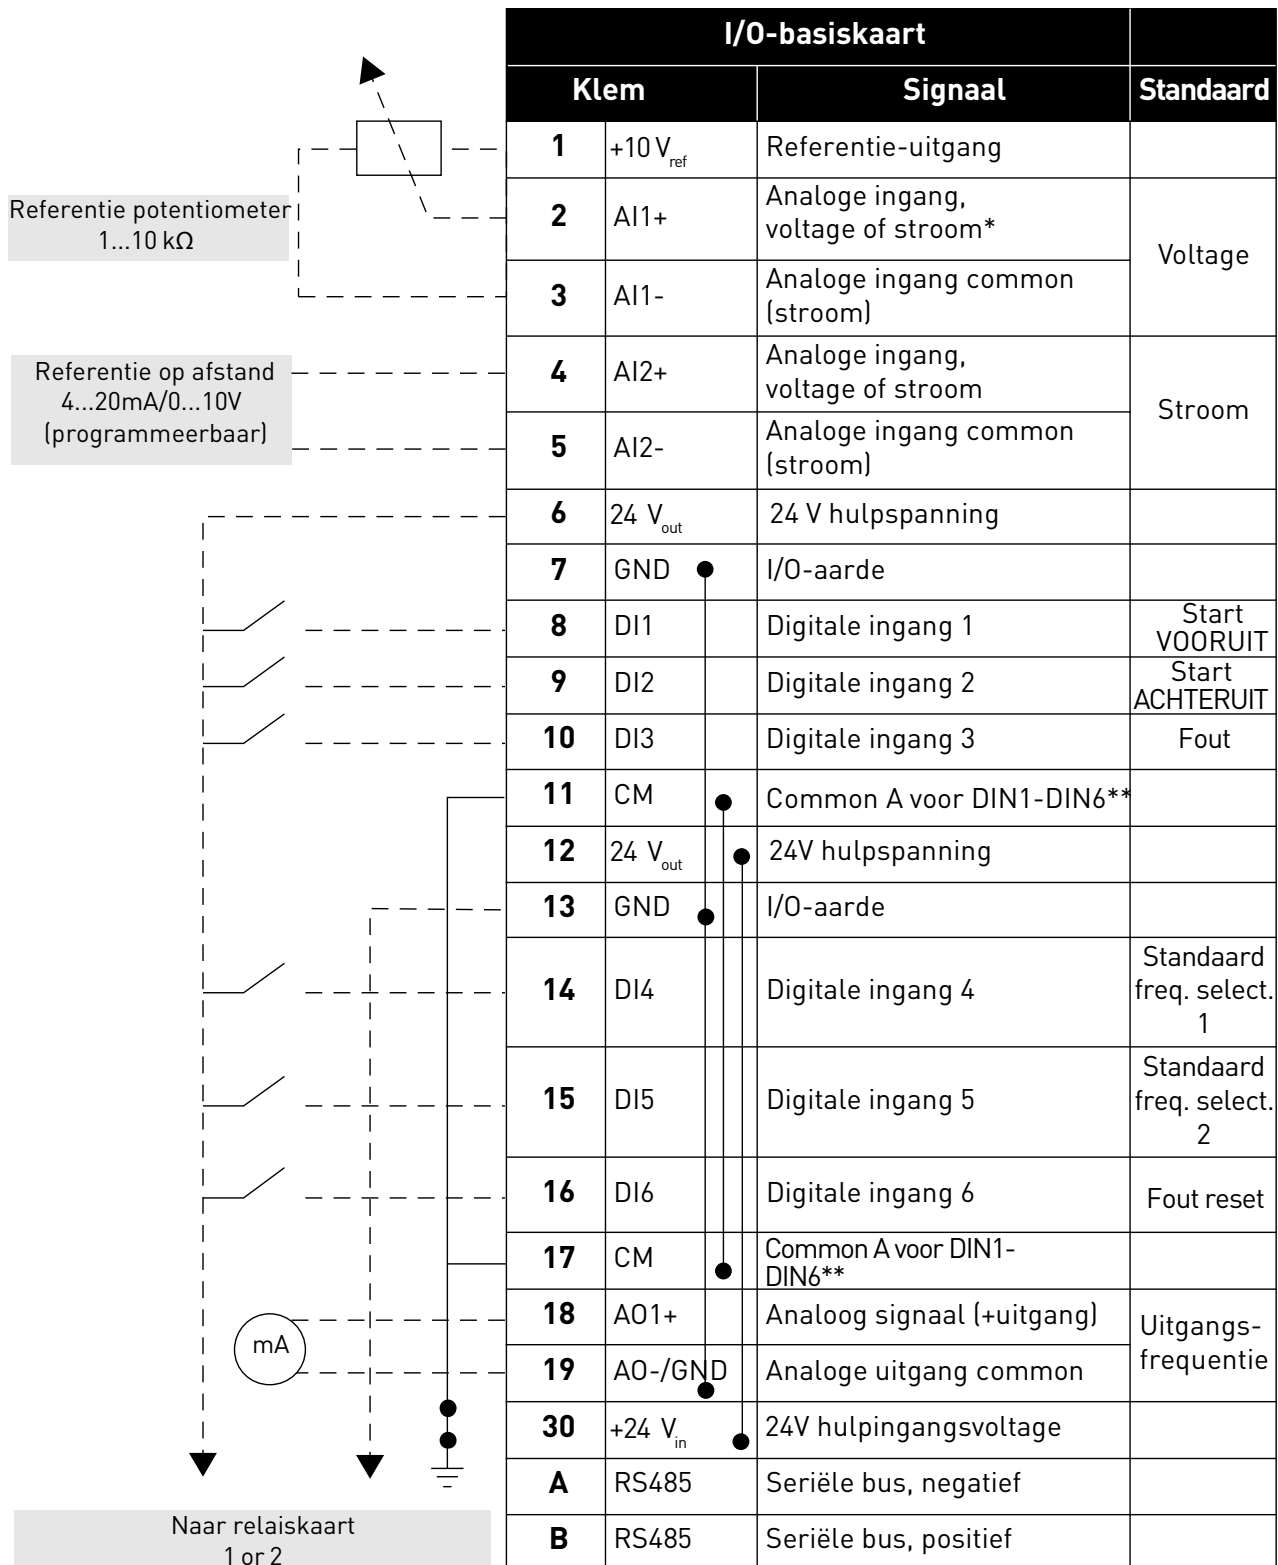 I/O-basiskaart
Klem Signaal Standaard
1 +10 Vref Referentie-uitgang
Referentie potentiometer
1...10 kΩ
2 AI1+ Analoge ingang,
voltage of stroom*
Voltage
3 AI1- Analoge ingang common
(stroom)
Referentie op afstand
4...20mA/0...10V
(programmeerbaar)
4 AI2+ Analoge ingang,
voltage of stroom
Stroom
5 AI2- Analoge ingang common
(stroom)
6 24 Vout 24 V hulpspanning
7 GND I/O-aarde
8 DI1 Digitale ingang 1 Start
VOORUIT
9 DI2 Digitale ingang 2 Start
ACHTERUIT
10 DI3 Digitale ingang 3 Fout
11 CM Common A voor DIN1-DIN6**
12 24 Vout 24V hulpspanning
13 GND I/O-aarde
14 DI4 Digitale ingang 4 Standaard
freq. select.
1
15 DI5 Digitale ingang 5 Standaard
freq. select.
2
16 DI6 Digitale ingang 6 Fout reset
17 CM Common A voor DIN1-
DIN6**
18 AO1+ Analoog signaal (+uitgang)
Uitgangs-
frequentie
mA
19 AO-/GND Analoge uitgang common
30 +24 Vin 24V hulpingangsvoltage
A RS485 Seriële bus, negatief
B RS485 Seriële bus, positief
Naar relaiskaart
1 or 2